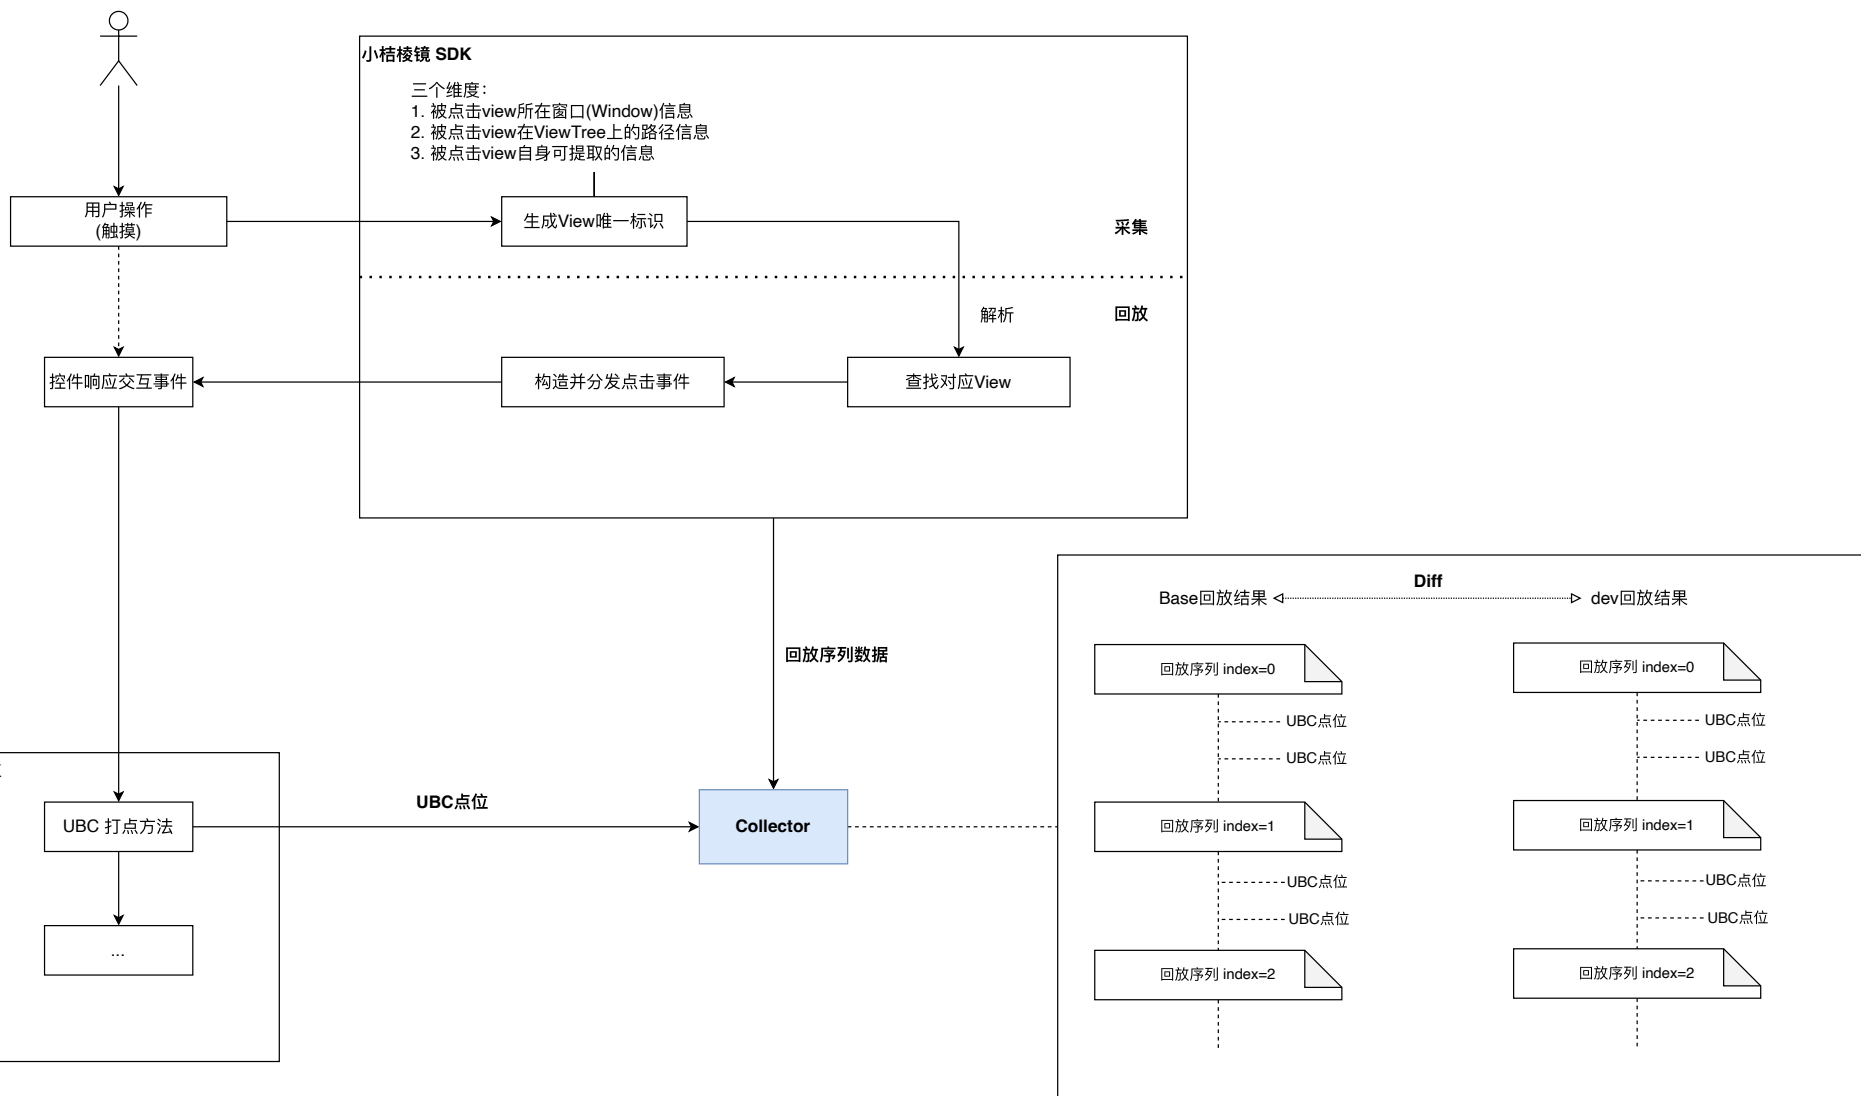 小桔棱镜 SDK
三个维度：
1. 被点击view所在窗口(Window)信息
2. 被点击view在ViewTree上的路径信息
3. 被点击view自身可提取的信息
用户操作
(触摸)
生成View唯一标识
采集
解析
回放
控件响应交互事件
构造并分发点击事件
查找对应View
回放序列数据
Diff
Base回放结果
dev回放结果
回放序列 index=0
回放序列 index=0
UBC点位
UBC点位
UBC点位
UBC点位
UBC 打点方法
UBC点位
Collector
回放序列 index=1
回放序列 index=1
UBC点位
UBC点位
UBC点位
UBC点位
...
回放序列 index=2
回放序列 index=2